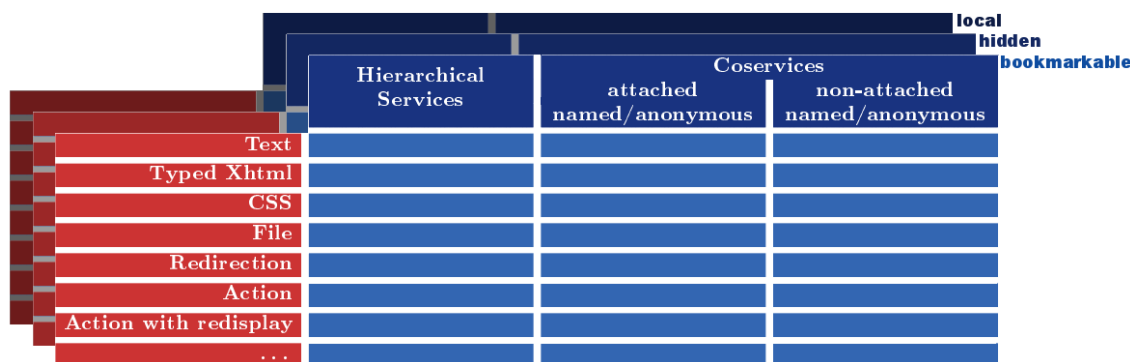 local
hidden
bookmarkable
Hierarchical
Services
Coservices
attached
named/anonymous
non-attached
named/anonymous
Text
Typed Xhtml
CSS
File
Redirection
Action
Action with redisplay
...